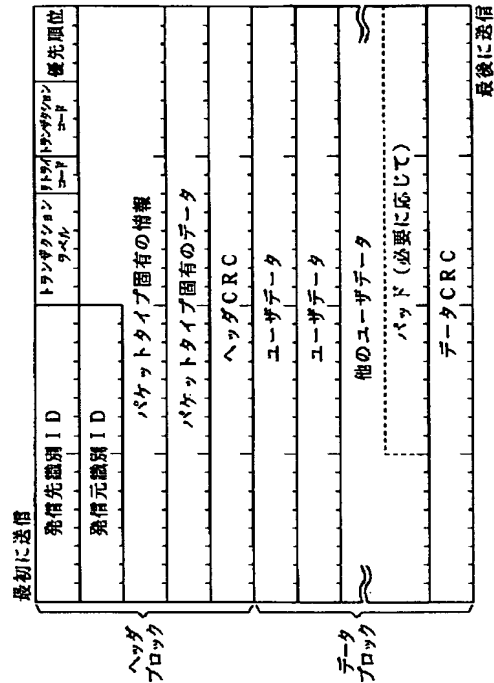 最初に送信
発信先識別ID
トランザクション
ラベル
リトライ
コード
トランザクション
コード
優先順位
発信元識別ID
パケットタイプ固有の情報
パケットタイプ固有のデータ
ヘッダCRC
ユーザデータ
ユーザデータ
他のユーザデータ
パッド(必要に応じて)
データCRC
ヘッダ
ブロック
データ
ブロック
最後に送信